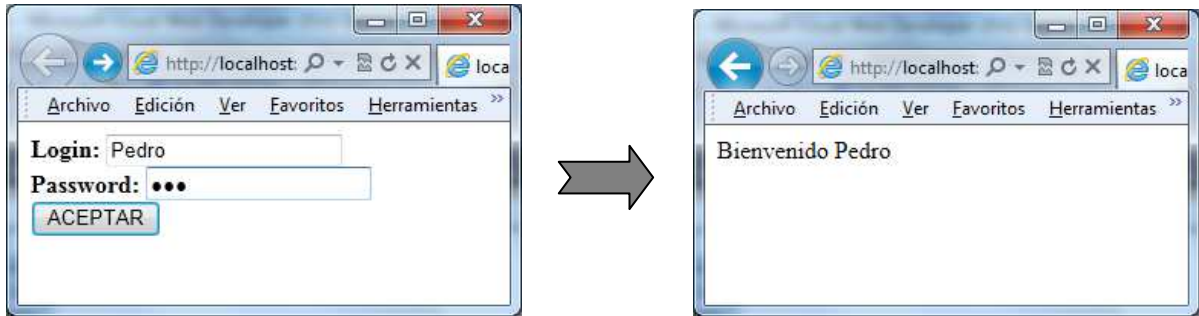 http://localhost:
loca
Archivo Edición Ver Favoritos Herramientas »
Login: Pedro
Password: •••
ACEPTAR
http://localhost:
loca
Archivo Edición Ver Favoritos Herramientas »
Bienvenido Pedro